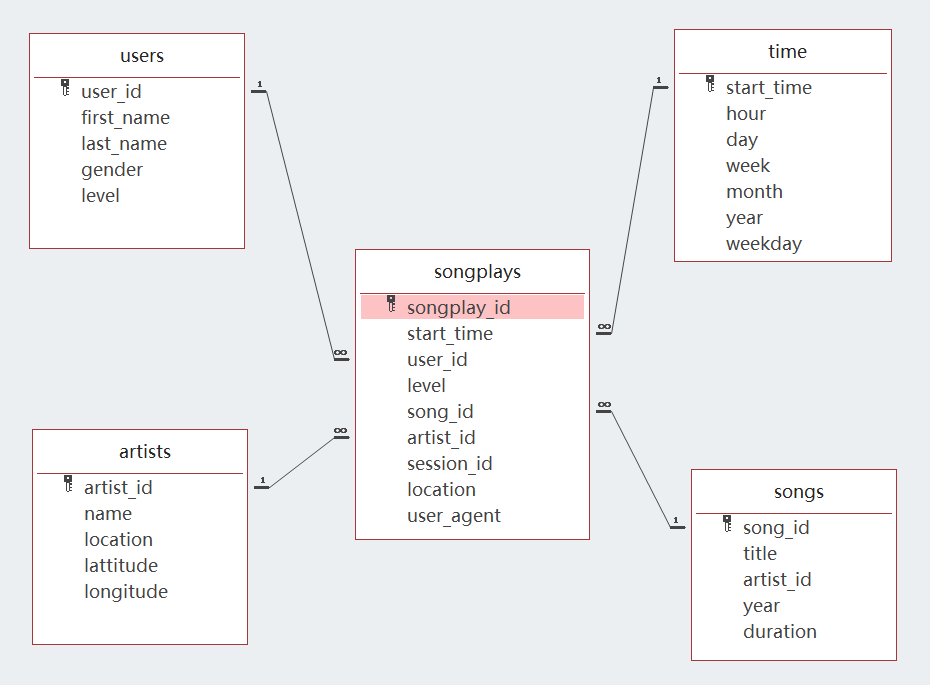 users
user_id
first_name
last_name
gender
level
1
time
start_time
hour
day
week
month
year
weekday
1
songplays
songplay_id
start_time
user_id
level
song_id
artist_id
session_id
location
user_agent
∞
∞
∞
∞
artists
artist_id
name
location
lattitude
longitude
1
songs
song_id
title
artist_id
year
duration
1